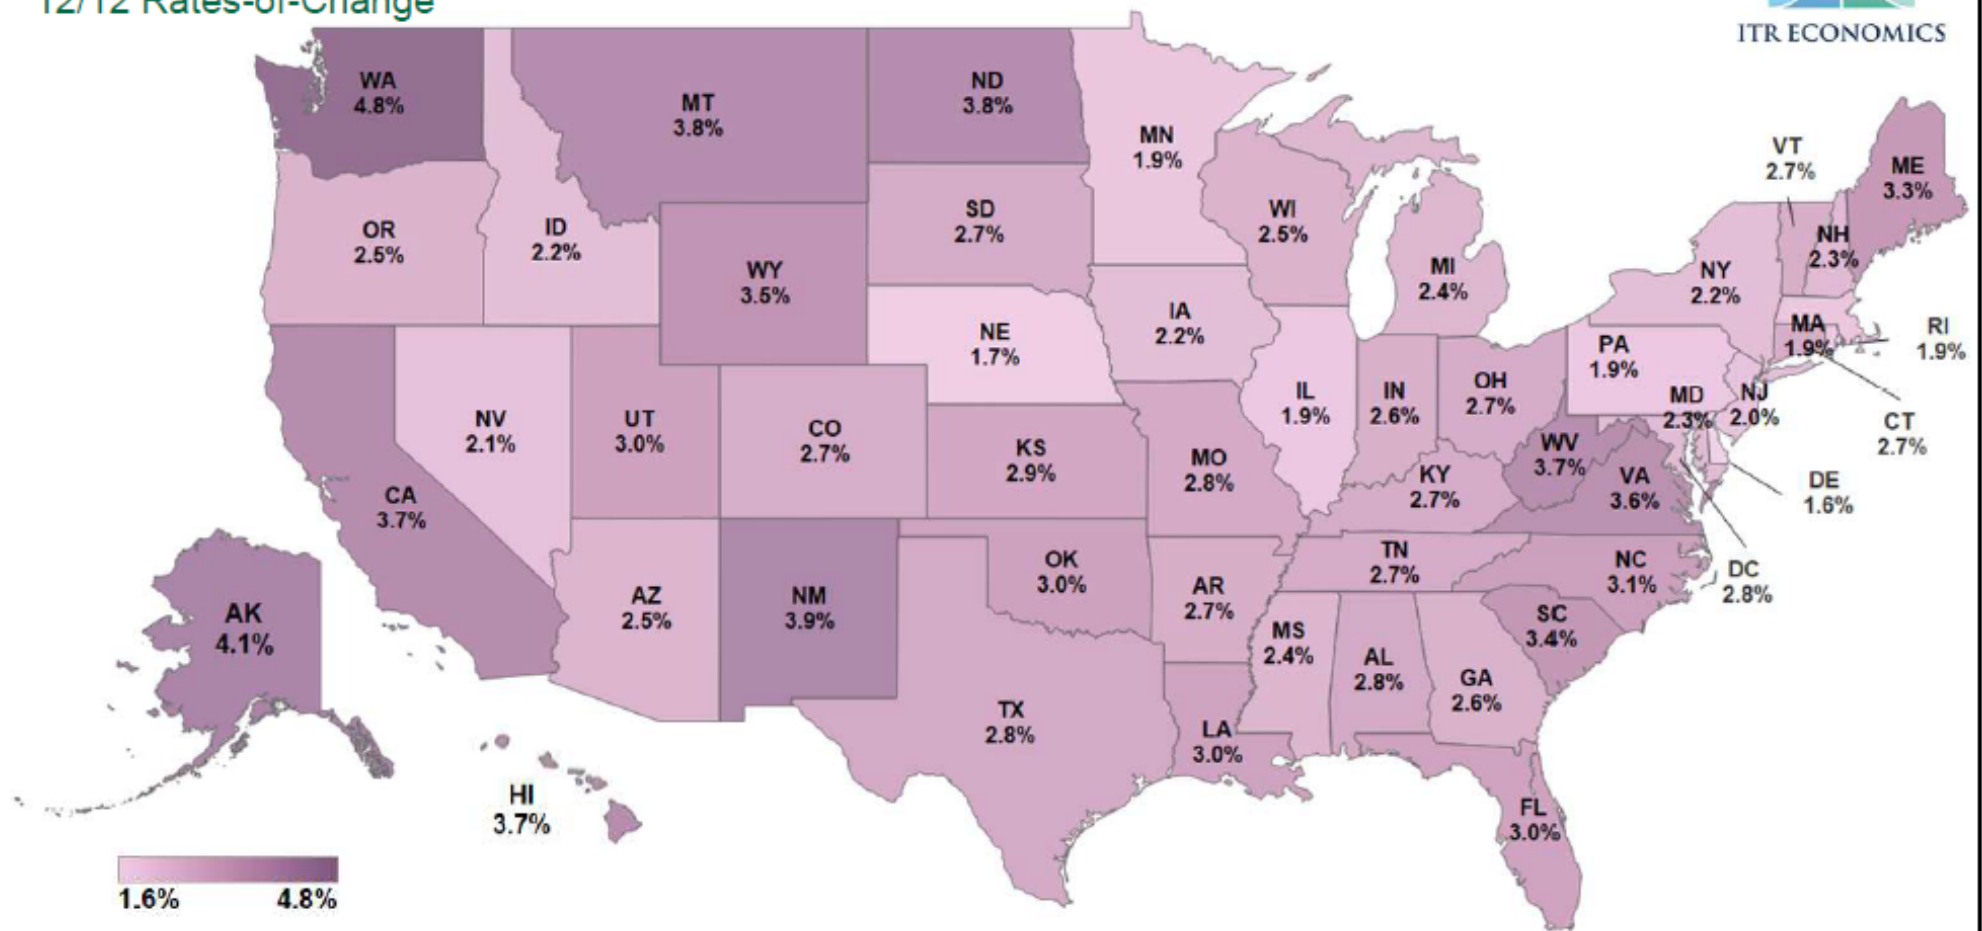 12/12 Rates-of-Change
ITR ECONOMICS
WA
4.8%
MT
3.8%
ND
3.8%
MN
1.9%
VT
2.7%
ME
3.3%
OR
2.5%
ID
2.2%
SD
2.7%
WI
2.5%
NH
2.3%
WY
3.5%
MI
2.4%
NY
2.2%
NE
1.7%
IA
2.2%
MA
1.9%
RI
1.9%
PA
1.9%
NV
2.1%
UT
3.0%
CO
2.7%
IL
1.9%
IN
2.6%
OH
2.7%
MD
2.3%
NJ
2.0%
CT
2.7%
KS
2.9%
MO
2.8%
WV
3.7%
CA
3.7%
KY
2.7%
VA
3.6%
DE
1.6%
AK
4.1%
AZ
2.5%
NM
3.9%
OK
3.0%
AR
2.7%
TN
2.7%
NC
3.1%
DC
2.8%
MS
2.4%
AL
2.8%
GA
2.6%
SC
3.4%
TX
2.8%
LA
3.0%
HI
3.7%
FL
3.0%
1.6% 4.8%